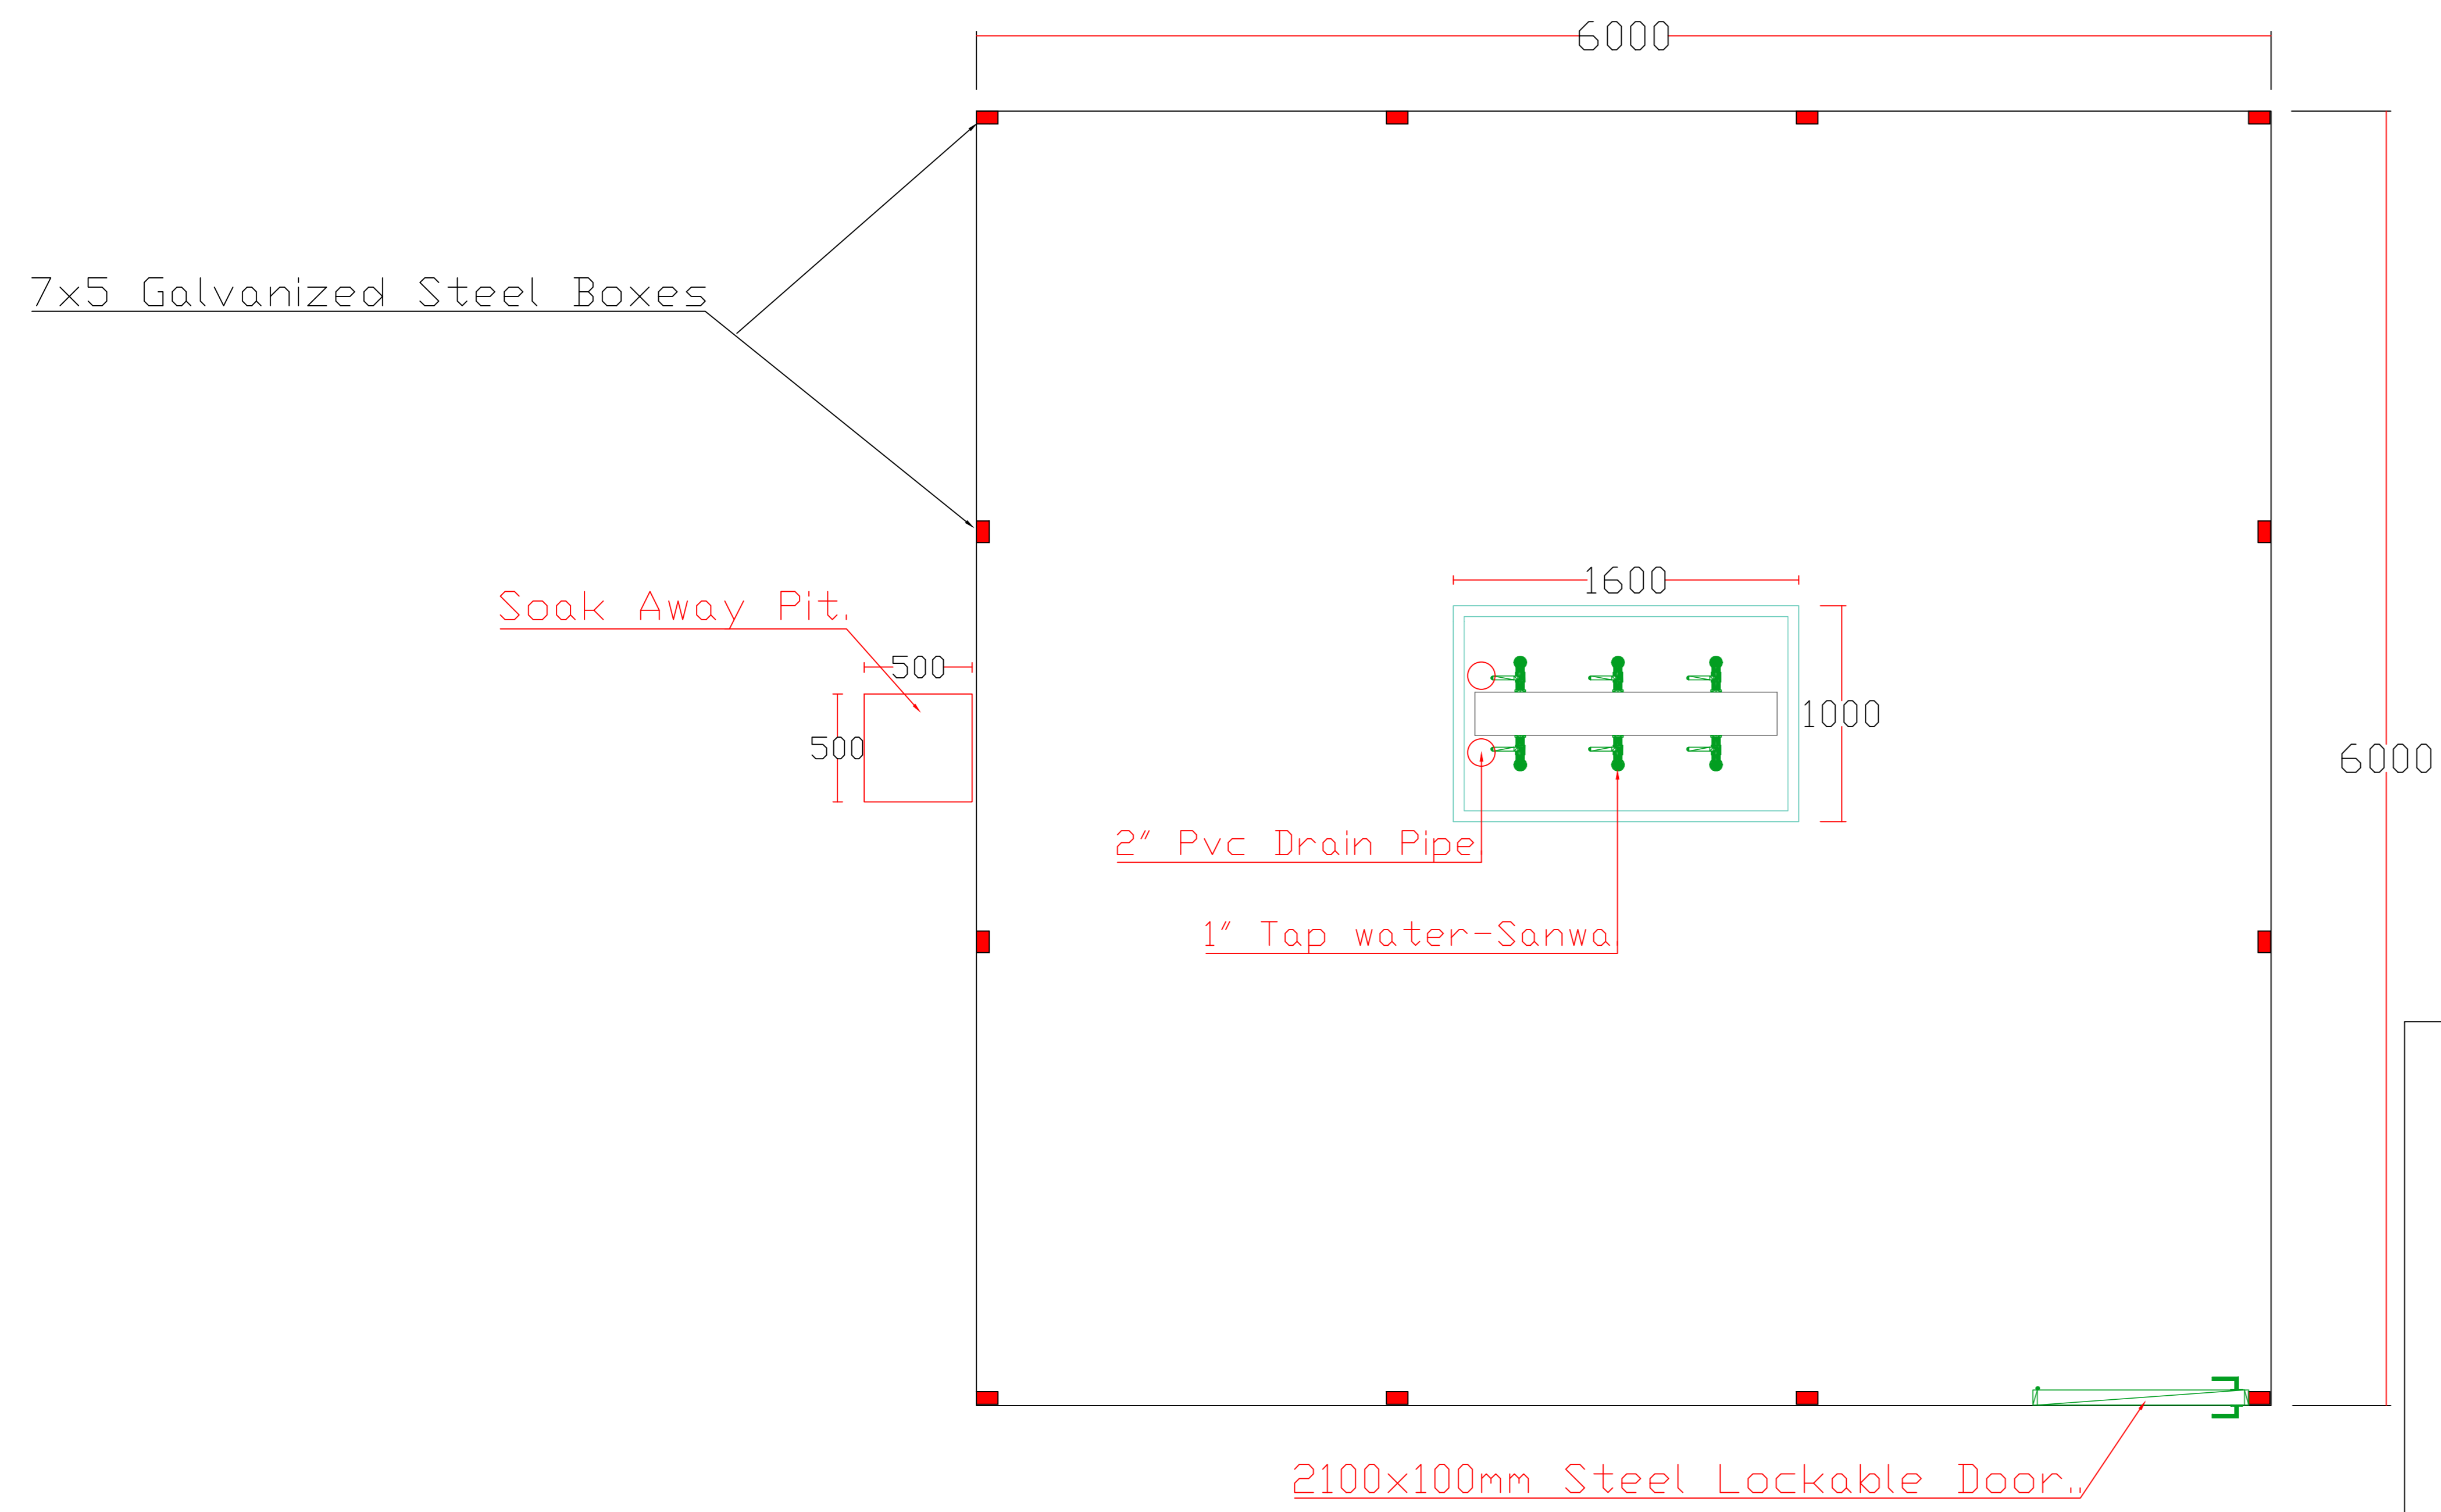 6000
7x5 Galvanized Steel Boxes
1600
Soak Away Pit.
500
1000
500
6000
2" Pvc Drain Pipe
1" Tap water-Sanwa
2100x100mm Steel Lockable Door..